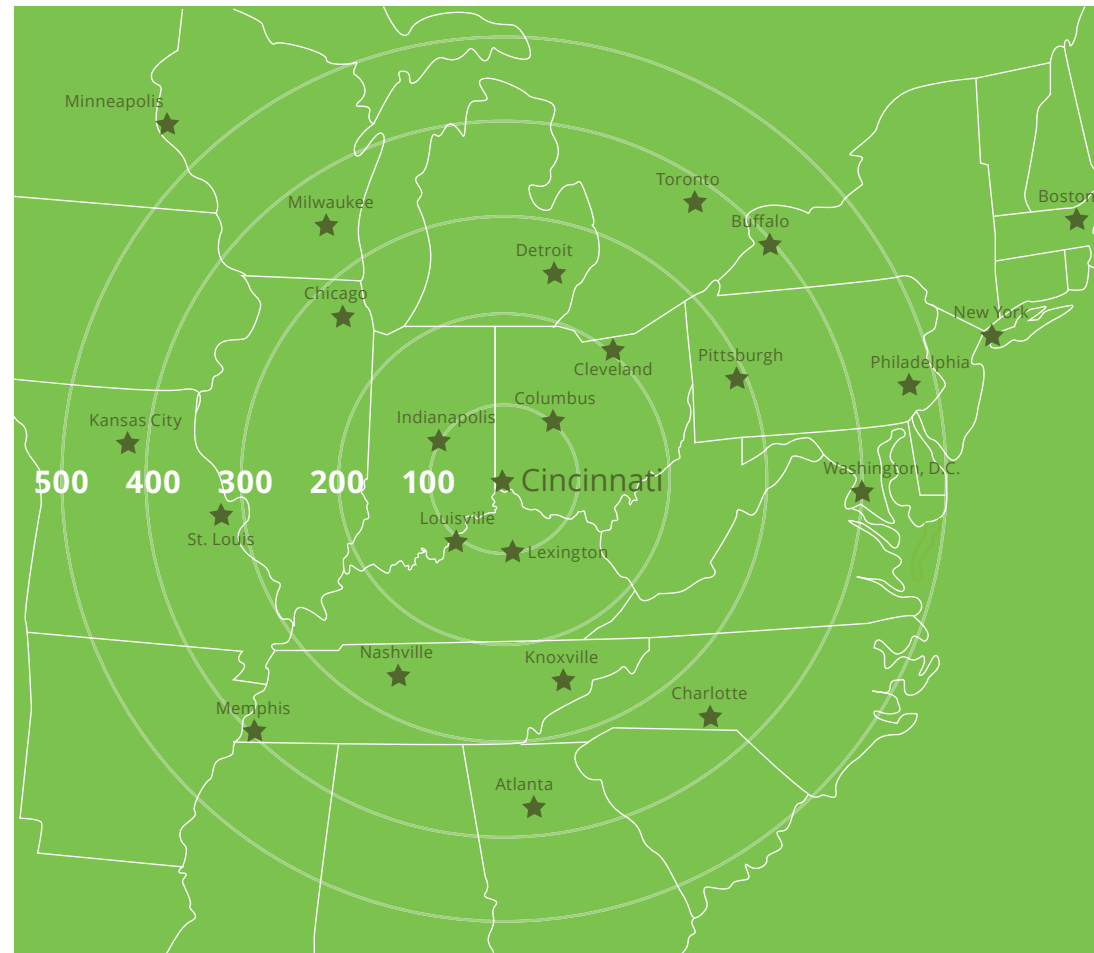 Minneapolis
Toronto
Boston
Milwaukee
Buffalo
Detroit
Chicago
New York
Pittsburgh
Philadelphia
Cleveland
Columbus
Indianapolis
Kansas City
Washington, D.C.
500 400 300 200 100 Cincinnati
Louisville
St. Louis
Lexington
Nashville
Knoxville
Charlotte
Memphis
Atlanta